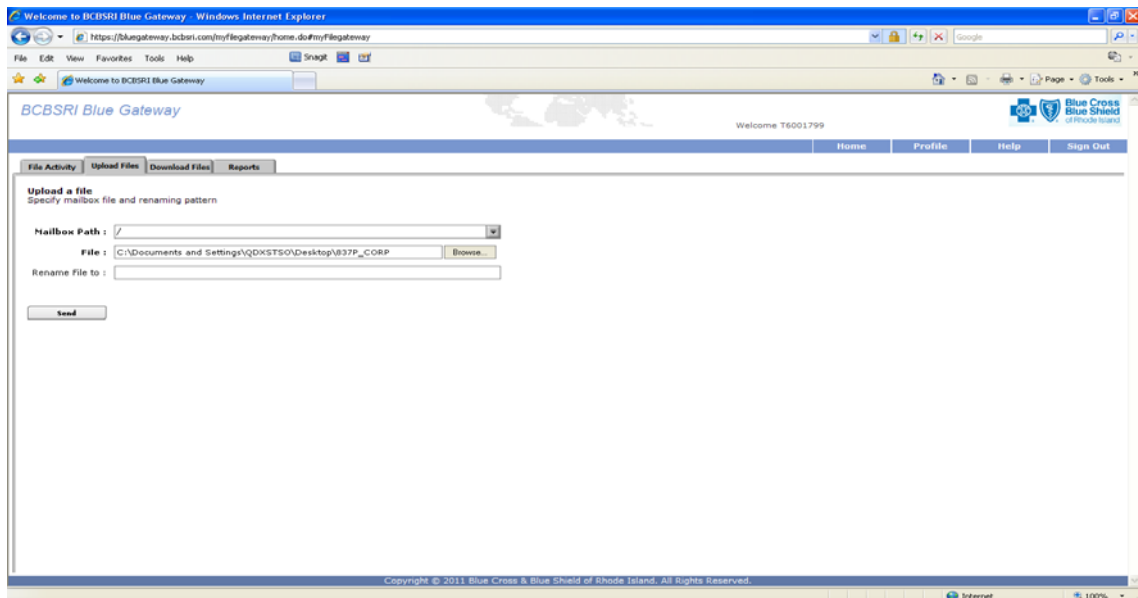 Welcome to BCBSRI Blue Gateway - Windows Internet Explorer
https://bluegateway.bcbsri.com/myfilegateway/home.do#myFilegateway
Google
File Edit View Favorites Tools Help
SnagIt
Welcome to BCBSRI Blue Gateway
Page Tools
BCBSRI Blue Gateway
Welcome T6001799
Blue Cross
Blue Shield
of Rhode Island
Home Profile Help Sign Out
File Activity Upload Files Download Files Reports
Upload a file
Specify mailbox file and renaming pattern
Mailbox Path : /
File : C:\Documents and Settings\QDXSTSO\Desktop\837P_CORP Browse...
Rename File to :
Send
Copyright © 2011 Blue Cross & Blue Shield of Rhode Island. All Rights Reserved.
Internet 100%